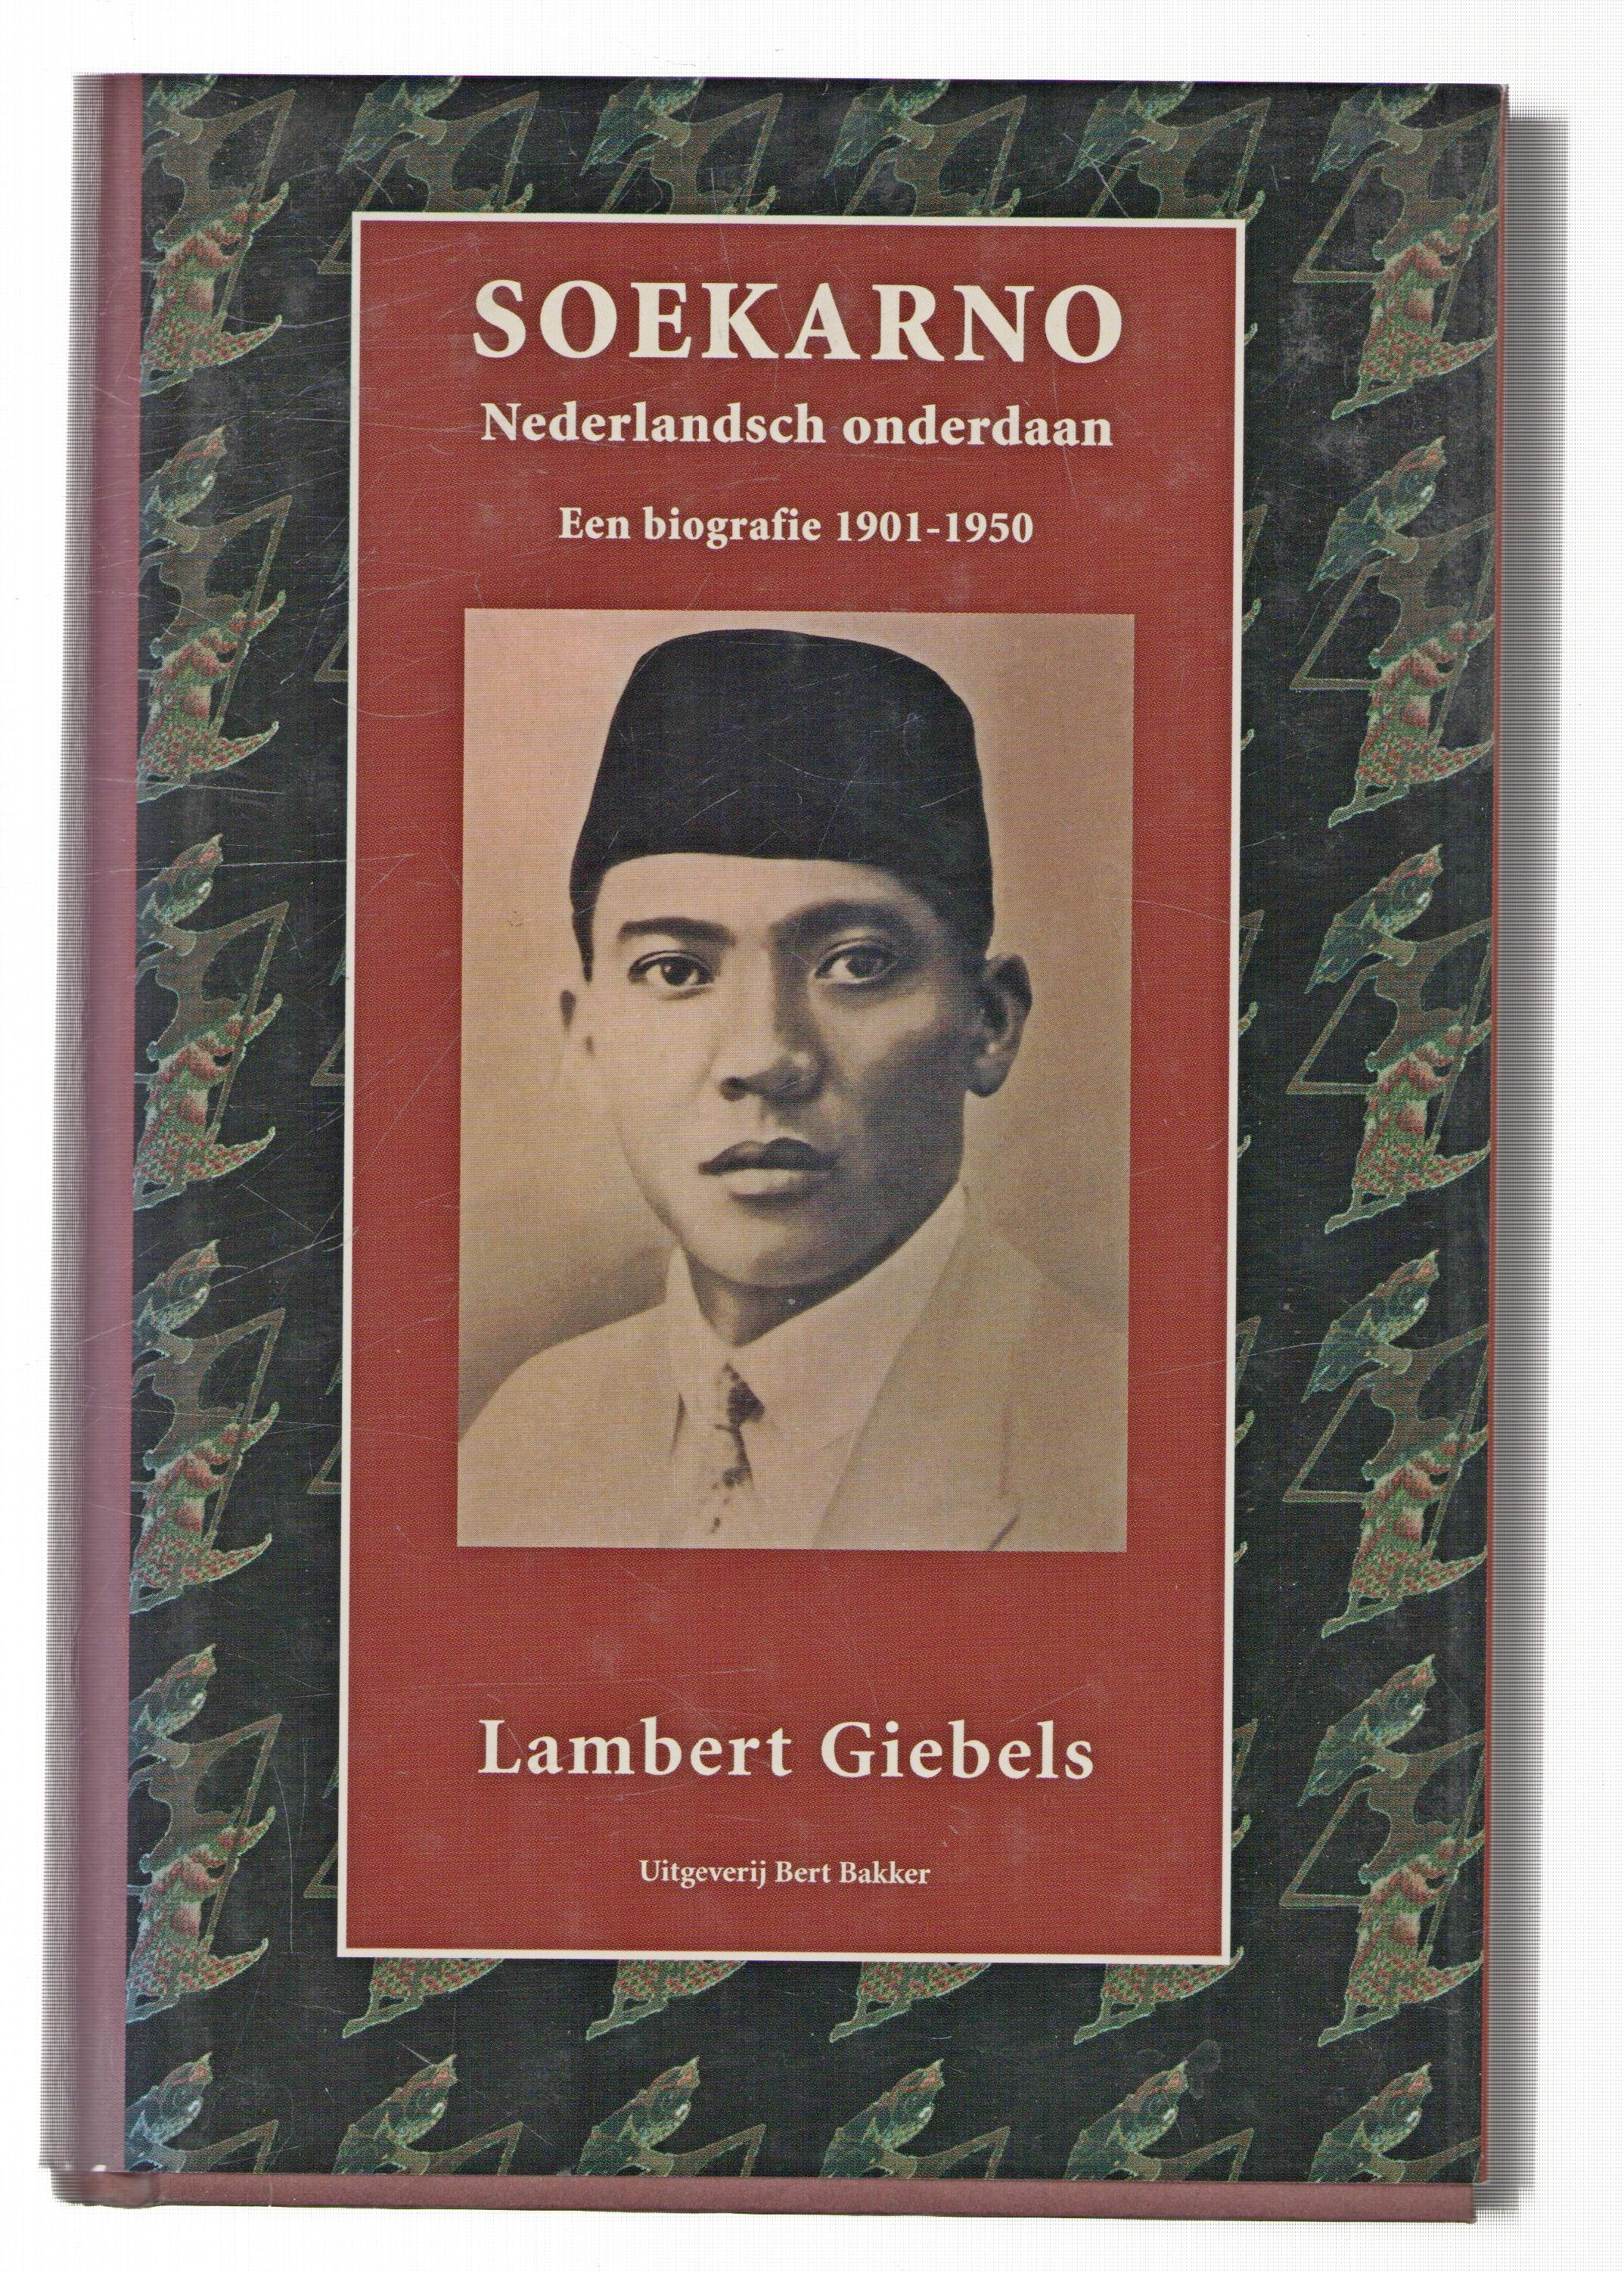 SOEKARNO
Nederlandsch onderdaan
Een biografie 1901-1950
Lambert Giebels
Uitgeverij Bert Bakker